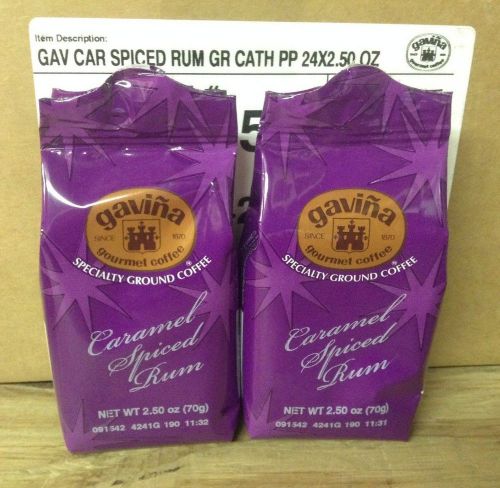 Item Description:
GAV CAR SPICED RUM GR CATH PP 24X2.50 OZ
gaviña
gaviña
SINCE 1870
gourmet coffee
SPECIALTY GROUND COFFEE®
Caramel
Spiced
Rum
NET WT 2.50 oz (70g)
091542 4241G 190 11:32
gaviña
SINCE 1870
gourmet coffee
SPECIALTY GROUND COFFEE®
Caramel
Spiced
Rum
NET WT 2.50 oz (70g)
091542 4241G 190 11:31